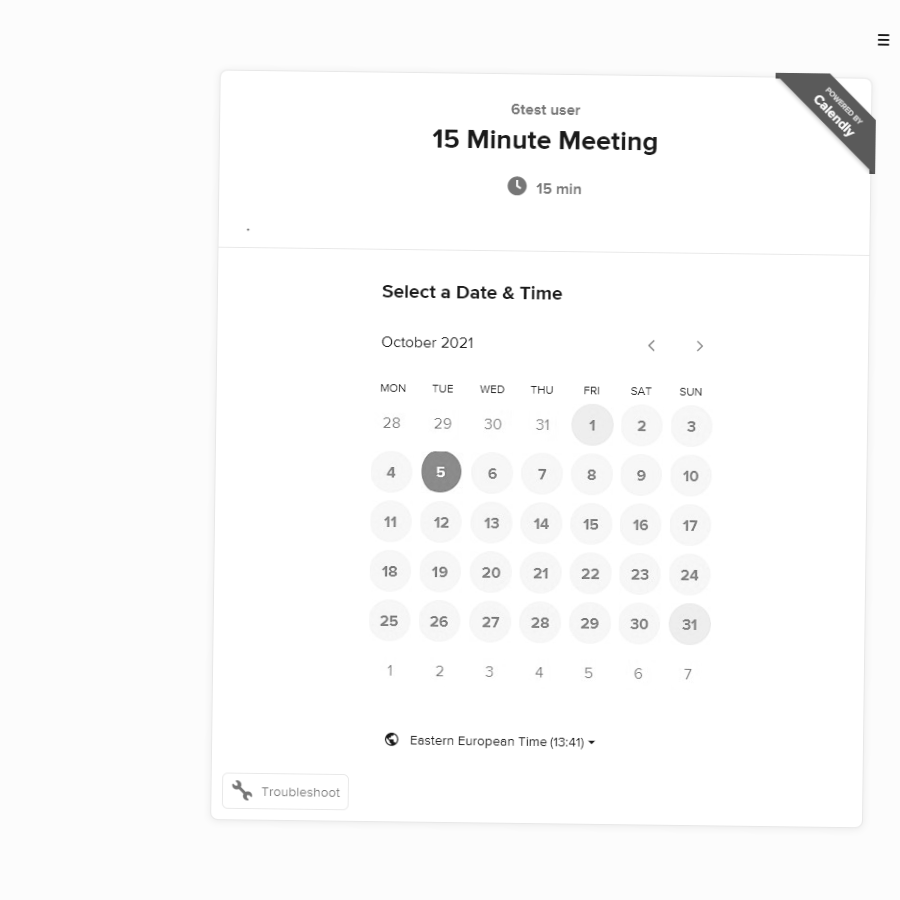 POWERED BY
Calendly
6test user
15 Minute Meeting
15 min
.
Select a Date & Time
October 2021
MON TUE WED THU FRI SAT SUN
28 29 30 31 1 2 3
4 5 6 7 8 9 10
11 12 13 14 15 16 17
18 19 20 21 22 23 24
25 26 27 28 29 30 31
1 2 3 4 5 6 7
Eastern European Time (13:41)
Troubleshoot